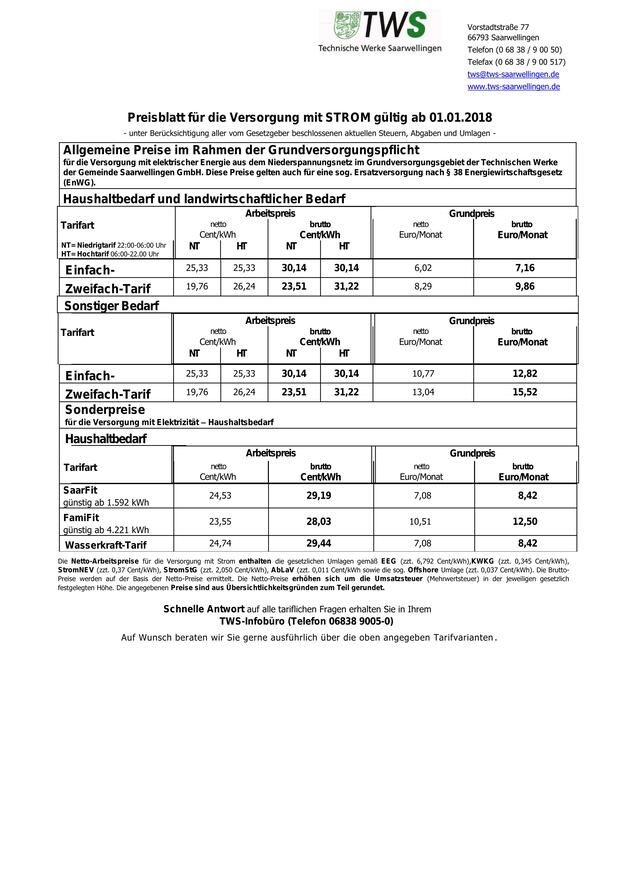 TWS
Technische Werke Saarwellingen
Vorstadtstraße 77
66793 Saarwellingen
Telefon (0 68 38 / 9 00 50)
Telefax (0 68 38 / 9 00 517)
tws@tws-saarwellingen.de
www.tws-saarwellingen.de
Preisblatt für die Versorgung mit STROM gültig ab 01.01.2018
- unter Berücksichtigung aller vom Gesetzgeber beschlossenen aktuellen Steuern, Abgaben und Umlagen -
Allgemeine Preise im Rahmen der Grundversorgungspflicht
für die Versorgung mit elektrischer Energie aus dem Niederspannungsnetz im Grundversorgungsgebiet der Technischen Werke
der Gemeinde Saarwellingen GmbH. Diese Preise gelten auch für eine sog. Ersatzversorgung nach § 38 Energiewirtschaftsgesetz
(EnWG).
Haushaltbedarf und landwirtschaftlicher Bedarf
Arbeitspreis Grundpreis
Tarifart netto brutto netto brutto
Cent/kWh Cent/kWh Euro/Monat Euro/Monat
NT= Niedrigtarif 22:00-06:00 Uhr NT HT NT HT
HT= Hochtarif 06:00-22.00 Uhr
Einfach- 25,33 25,33 30,14 30,14 6,02 7,16
Zweifach-Tarif 19,76 26,24 23,51 31,22 8,29 9,86
Sonstiger Bedarf
Arbeitspreis Grundpreis
Tarifart netto brutto netto brutto
Cent/kWh Cent/kWh Euro/Monat Euro/Monat
NT HT NT HT
Einfach- 25,33 25,33 30,14 30,14 10,77 12,82
Zweifach-Tarif 19,76 26,24 23,51 31,22 13,04 15,52
Sonderpreise
für die Versorgung mit Elektrizität – Haushaltsbedarf
Haushaltbedarf
Arbeitspreis Grundpreis
Tarifart netto brutto netto brutto
Cent/kWh Cent/kWh Euro/Monat Euro/Monat
SaarFit
günstig ab 1.592 kWh 24,53 29,19 7,08 8,42
FamiFit
günstig ab 4.221 kWh 23,55 28,03 10,51 12,50
Wasserkraft-Tarif 24,74 29,44 7,08 8,42
Die Netto-Arbeitspreise für die Versorgung mit Strom enthalten die gesetzlichen Umlagen gemäß EEG (zzt. 6,792 Cent/kWh),KWKG (zzt. 0,345 Cent/kWh),
StromNEV (zzt. 0,37 Cent/kWh), StromStG (zzt. 2,050 Cent/kWh), AbLaV (zzt. 0,011 Cent/kWh sowie die sog. Offshore Umlage (zzt. 0,037 Cent/kWh). Die Brutto-
Preise werden auf der Basis der Netto-Preise ermittelt. Die Netto-Preise erhöhen sich um die Umsatzsteuer (Mehrwertsteuer) in der jeweiligen gesetzlich
festgelegten Höhe. Die angegebenen Preise sind aus Übersichtlichkeitsgründen zum Teil gerundet.
Schnelle Antwort auf alle tariflichen Fragen erhalten Sie in Ihrem
TWS-Infobüro (Telefon 06838 9005-0)
Auf Wunsch beraten wir Sie gerne ausführlich über die oben angegeben Tarifvarianten.